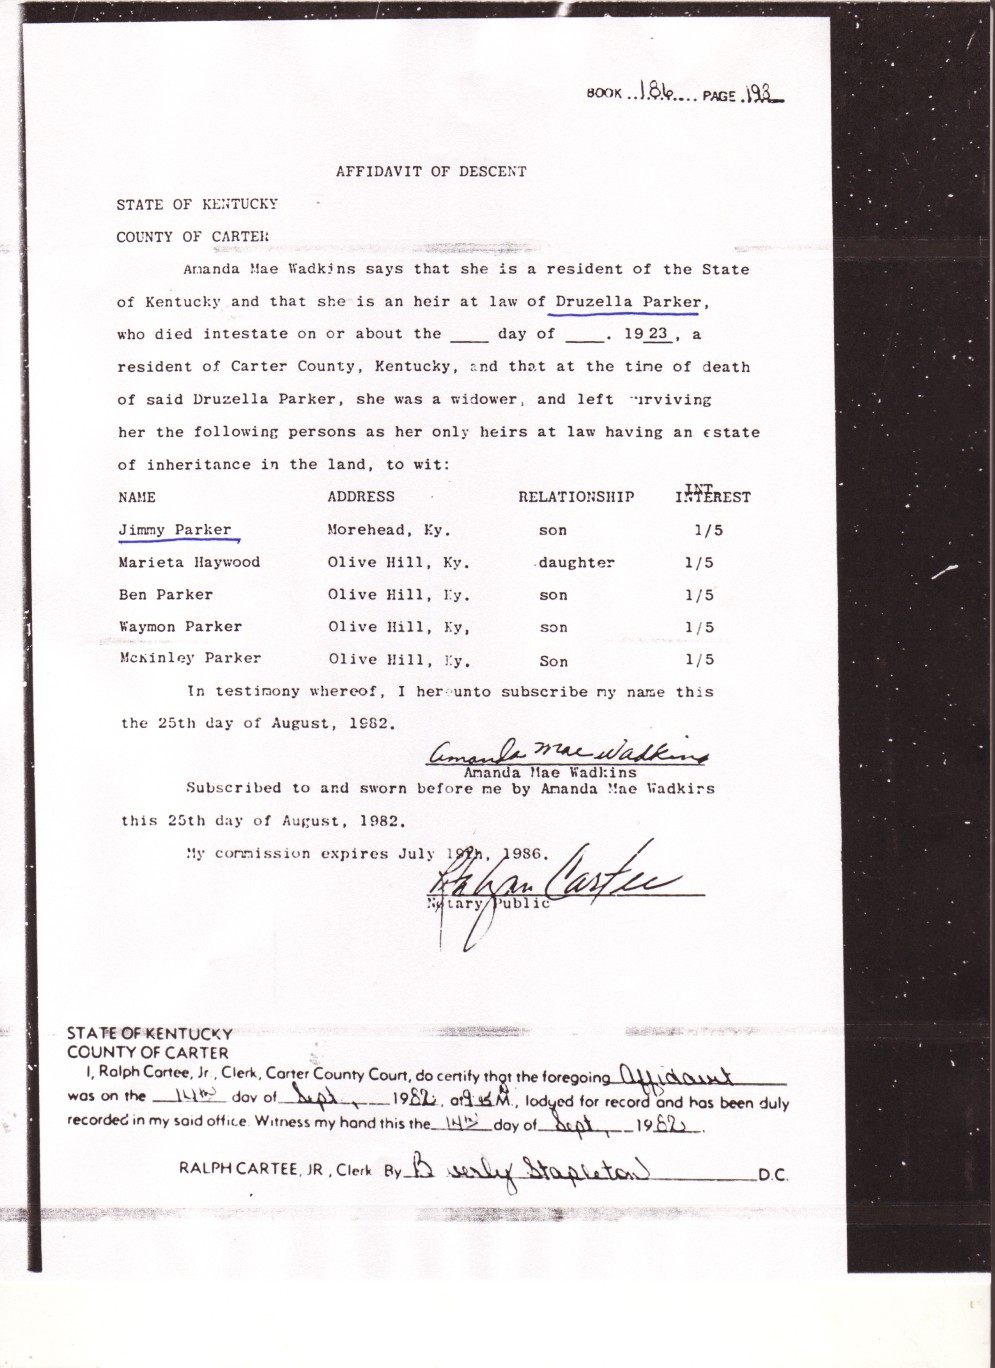 BOOK ..186.... PAGE .193
AFFIDAVIT OF DESCENT
STATE OF KENTUCKY
COUNTY OF CARTER
Amanda Mae Wadkins says that she is a resident of the State
of Kentucky and that she is an heir at law of Druzella Parker,
who died intestate on or about the ____ day of ____. 19 23 , a
resident of Carter County, Kentucky, and that at the time of death
of said Druzella Parker, she was a widower, and left urviving
her the following persons as her only heirs at law having an estate
of inheritance in the land, to wit:
NAME ADDRESS RELATIONSHIP INT INTEREST
Jimmy Parker Morehead, Ky. son 1/5
Marieta Haywood Olive Hill, Ky. daughter 1/5
Ben Parker Olive Hill, Ky. son 1/5
Waymon Parker Olive Hill, Ky, son 1/5
McKinley Parker Olive Hill, Ky. Son 1/5
In testimony whereof, I hereunto subscribe my name this
the 25th day of August, 1982.
Amanda Mae Wadkins
Amanda Mae Wadkins
Subscribed to and sworn before me by Amanda Mae Wadkins
this 25th day of August, 1982.
My commission expires July 19th, 1986.
Cartee
Notary Public
STATE OF KENTUCKY
COUNTY OF CARTER
I, Ralph Cartee, Jr., Clerk, Carter County Court, do certify that the foregoing Affidavit
was on the 14th day of Sept, 1982, at M., lodged for record and has been duly
recorded in my said office. Witness my hand this the 14th day of Sept, 1982.
RALPH CARTEE, JR., Clerk By Beverly Stapleton D.C.